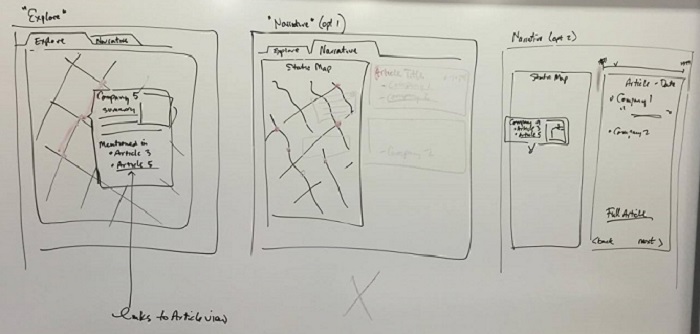 "Explore"
Explore
Narrative
Company 5
summary
Mentioned in
• Article 3
• Article 5
links to Article view
"Narrative" (opt 1)
Explore
Narrative
Static Map
Article Title
- Company 2
Narrative (opt 2)
Static Map
Company a
• Article 3
• Article 5
Article - Date
Company 1
• Company 2
Full Article
<back
next>